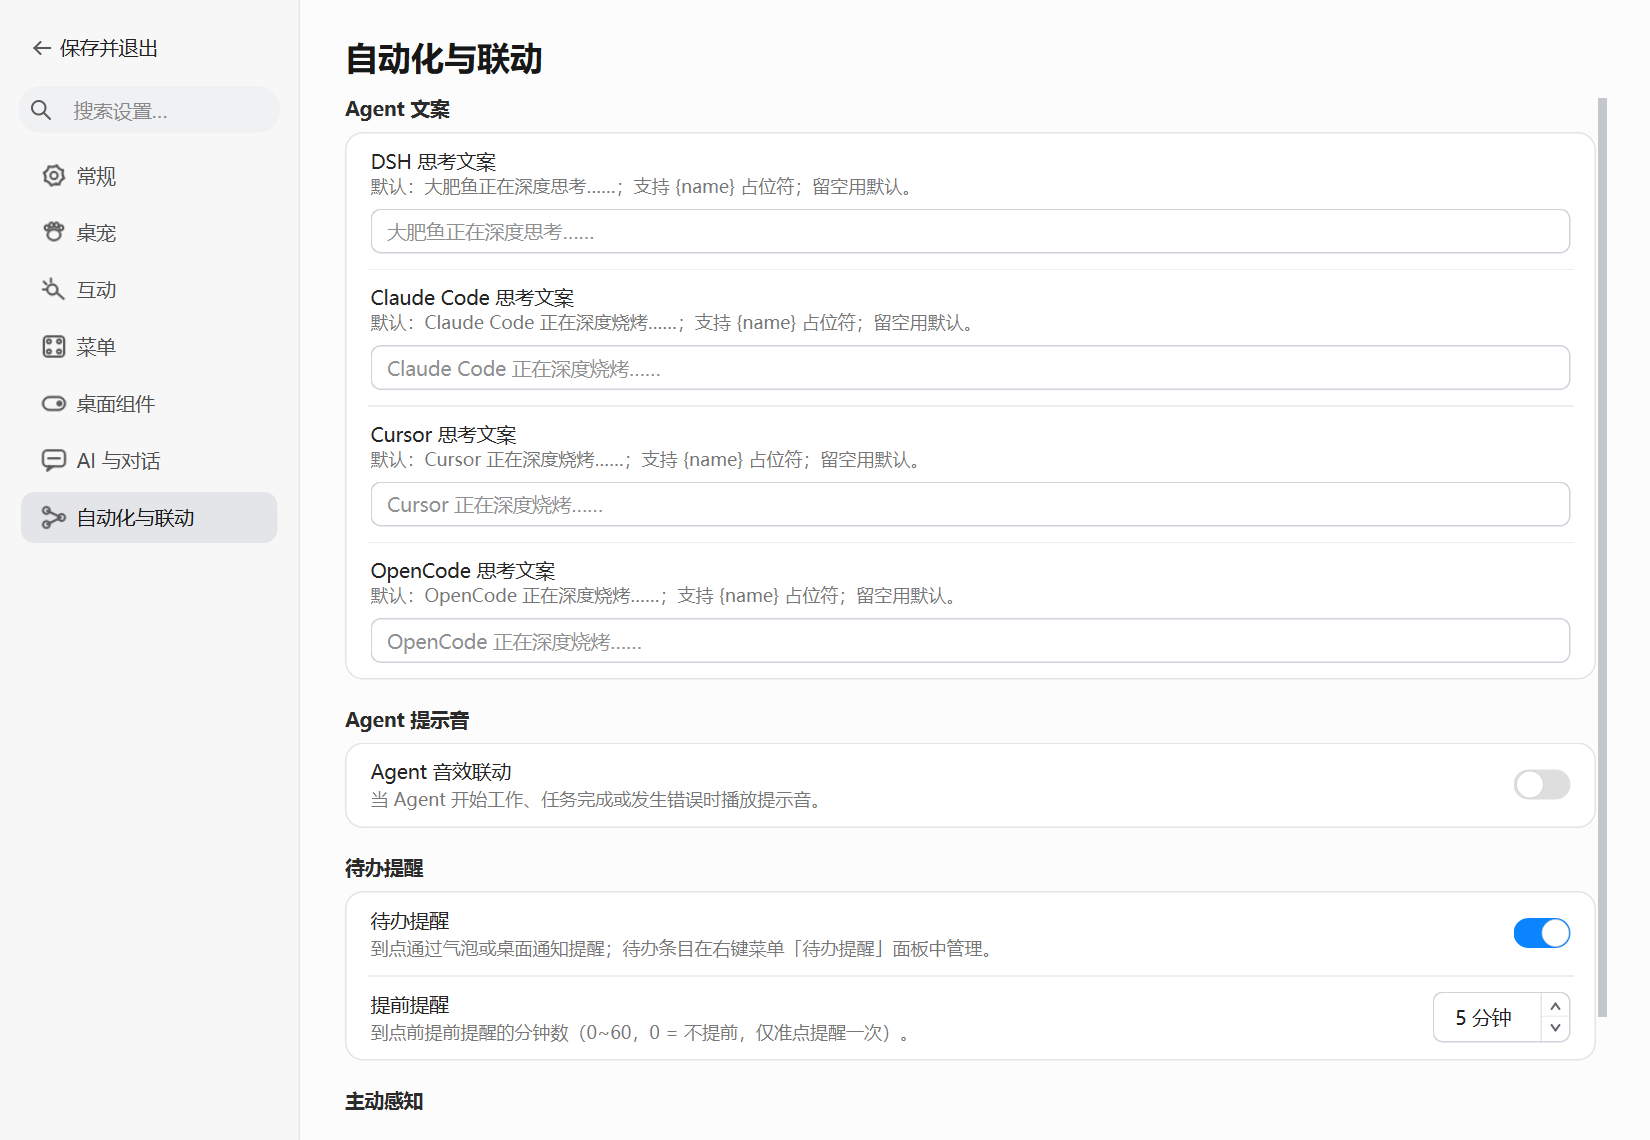 保存并退出
搜索设置...
常规
桌宠
互动
菜单
桌面组件
AI 与对话
自动化与联动
自动化与联动
Agent 文案
DSH 思考文案
默认：大肥鱼正在深度思考……；支持 {name} 占位符；留空用默认。
大肥鱼正在深度思考……
Claude Code 思考文案
默认：Claude Code 正在深度烧烤……；支持 {name} 占位符；留空用默认。
Claude Code 正在深度烧烤……
Cursor 思考文案
默认：Cursor 正在深度烧烤……；支持 {name} 占位符；留空用默认。
Cursor 正在深度烧烤……
OpenCode 思考文案
默认：OpenCode 正在深度烧烤……；支持 {name} 占位符；留空用默认。
OpenCode 正在深度烧烤……
Agent 提示音
Agent 音效联动
当 Agent 开始工作、任务完成或发生错误时播放提示音。
待办提醒
待办提醒
到点通过气泡或桌面通知提醒；待办条目在右键菜单「待办提醒」面板中管理。
提前提醒
到点前提前提醒的分钟数（0~60，0 = 不提前，仅准点提醒一次）。
5 分钟
主动感知